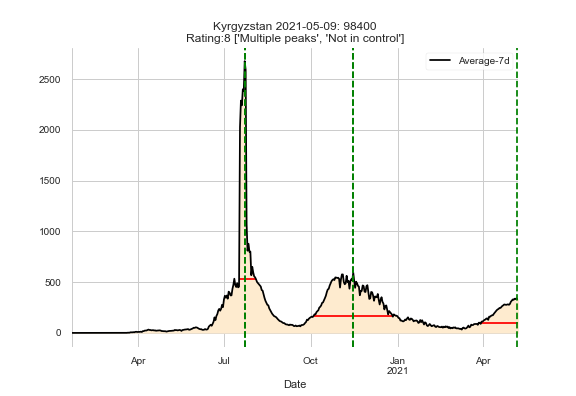 Kyrgyzstan 2021-05-09: 98400
Rating:8 ['Multiple peaks', 'Not in control']
Average-7d
2500
2000
1500
1000
500
0
Apr Jul Oct Jan Apr
2021
Date